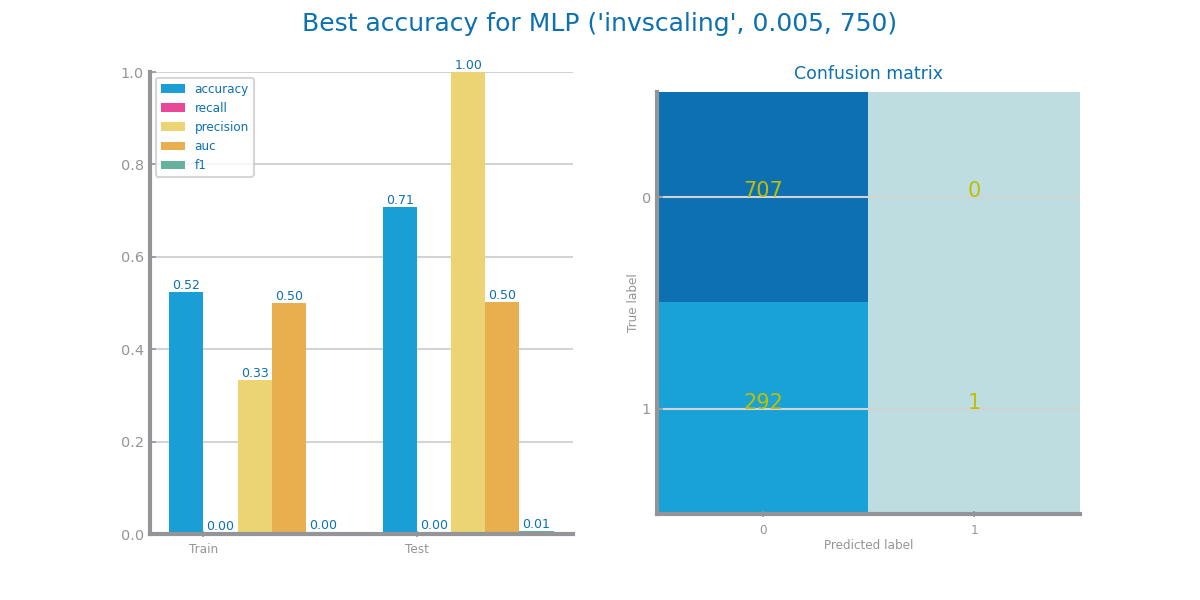 Best accuracy for MLP ('invscaling', 0.005, 750)
1.0
0.8
0.6
0.4
0.2
0.0
accuracy
recall
precision
auc
f1
0.52
0.00
0.33
0.50
0.00
0.71
0.00
1.00
0.50
0.01
Train
Test
Confusion matrix
True label
0
1
707
0
292
1
0
1
Predicted label